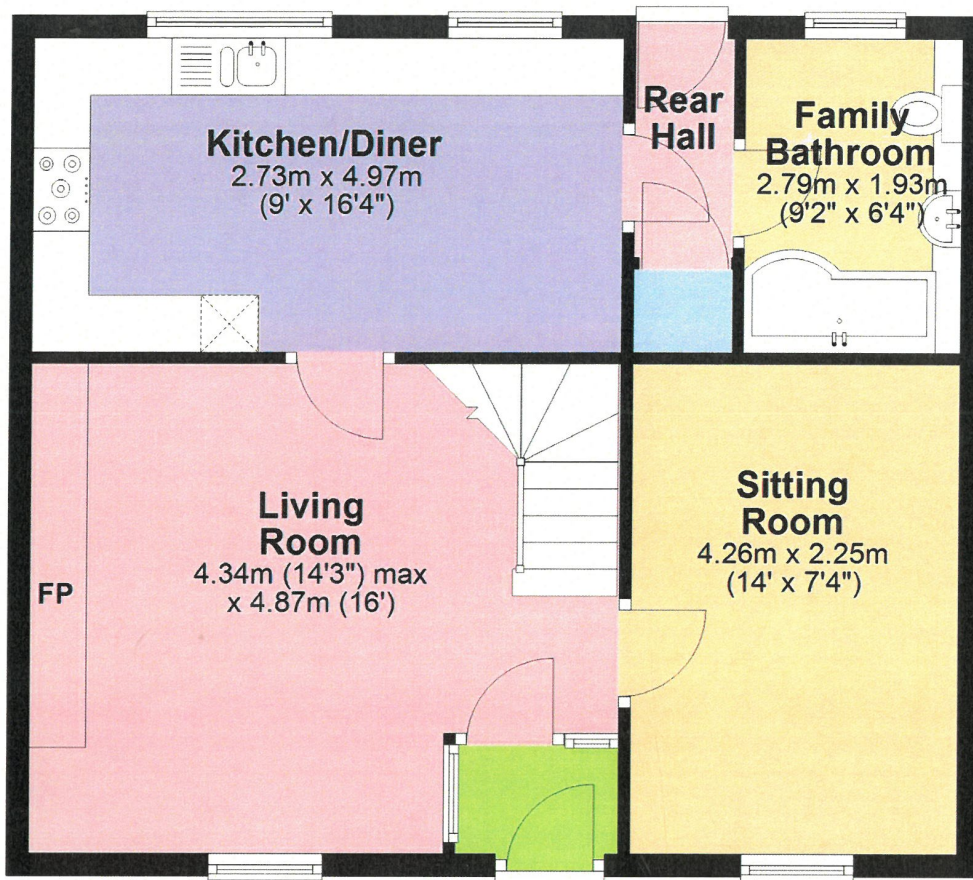 Kitchen/Diner
2.73m x 4.97m
(9' x 16'4")
Rear
Hall
Family
Bathroom
2.79m x 1.93m
(9'2" x 6'4")
Living
Room
4.34m (14'3") max
x 4.87m (16')
FP
Sitting
Room
4.26m x 2.25m
(14' x 7'4")